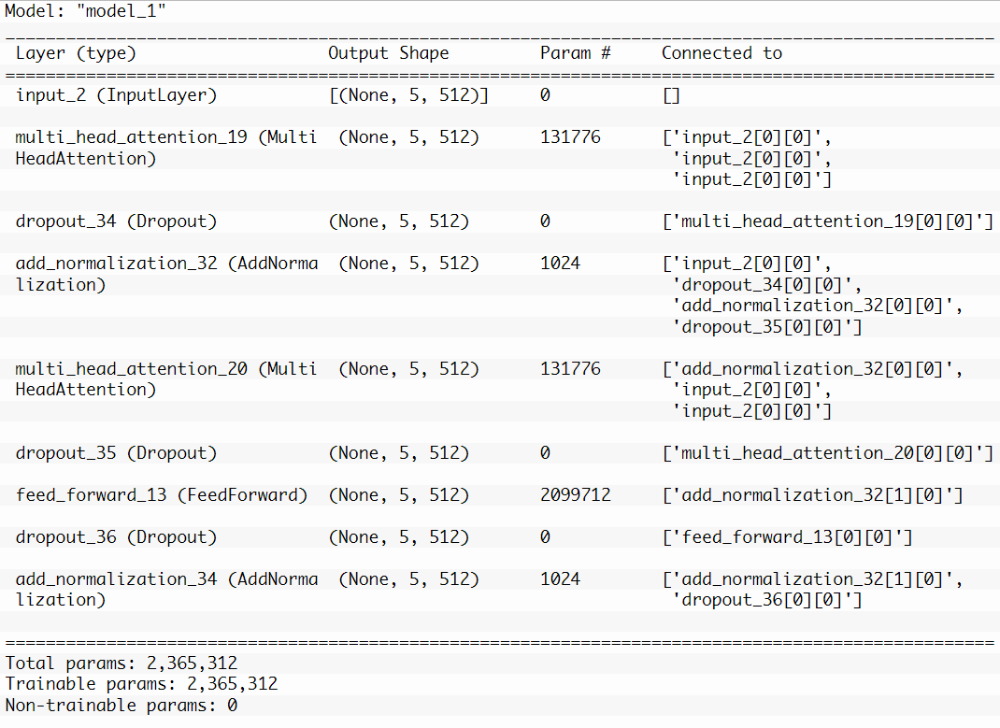 Model: "model_1"
__________________________________________________________________________________________________
Layer (type) Output Shape Param # Connected to
==================================================================================================
input_2 (InputLayer) [(None, 5, 512)] 0 []
multi_head_attention_19 (Multi (None, 5, 512) 131776 ['input_2[0][0]',
HeadAttention) 'input_2[0][0]',
'input_2[0][0]']
dropout_34 (Dropout) (None, 5, 512) 0 ['multi_head_attention_19[0][0]']
add_normalization_32 (AddNorma (None, 5, 512) 1024 ['input_2[0][0]',
lization) 'dropout_34[0][0]',
'add_normalization_32[0][0]',
'dropout_35[0][0]']
multi_head_attention_20 (Multi (None, 5, 512) 131776 ['add_normalization_32[0][0]',
HeadAttention) 'input_2[0][0]',
'input_2[0][0]']
dropout_35 (Dropout) (None, 5, 512) 0 ['multi_head_attention_20[0][0]']
feed_forward_13 (FeedForward) (None, 5, 512) 2099712 ['add_normalization_32[1][0]']
dropout_36 (Dropout) (None, 5, 512) 0 ['feed_forward_13[0][0]']
add_normalization_34 (AddNorma (None, 5, 512) 1024 ['add_normalization_32[1][0]',
lization) 'dropout_36[0][0]']
==================================================================================================
Total params: 2,365,312
Trainable params: 2,365,312
Non-trainable params: 0